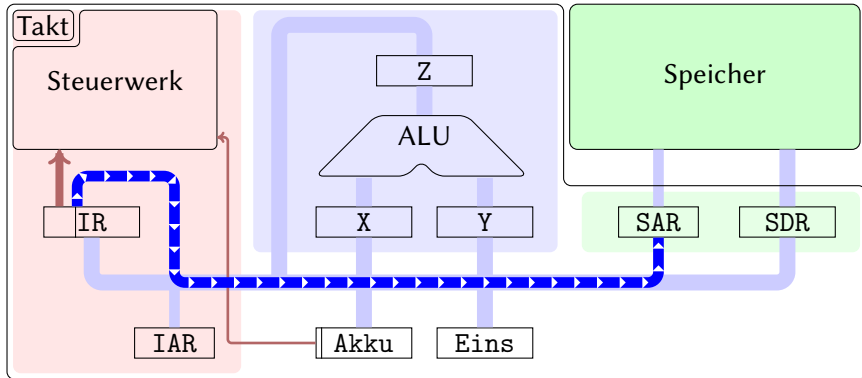 Takt
Steuerwerk
Z
ALU
Speicher
IR
X
Y
SAR
SDR
IAR
Akku
Eins